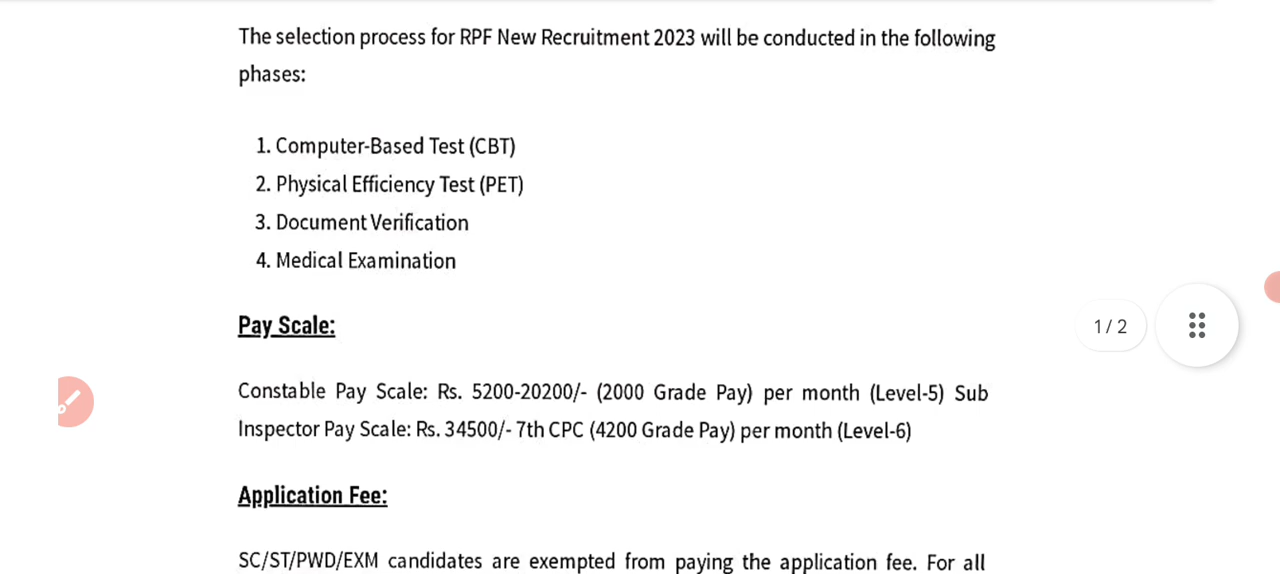 The selection process for RPF New Recruitment 2023 will be conducted in the following
phases:
1. Computer-Based Test (CBT)
2. Physical Efficiency Test (PET)
3. Document Verification
4. Medical Examination
Pay Scale:
1 / 2
Constable Pay Scale: Rs. 5200-20200/- (2000 Grade Pay) per month (Level-5) Sub
Inspector Pay Scale: Rs. 34500/- 7th CPC (4200 Grade Pay) per month (Level-6)
Application Fee:
SC/ST/PWD/EXM candidates are exempted from paying the application fee. For all